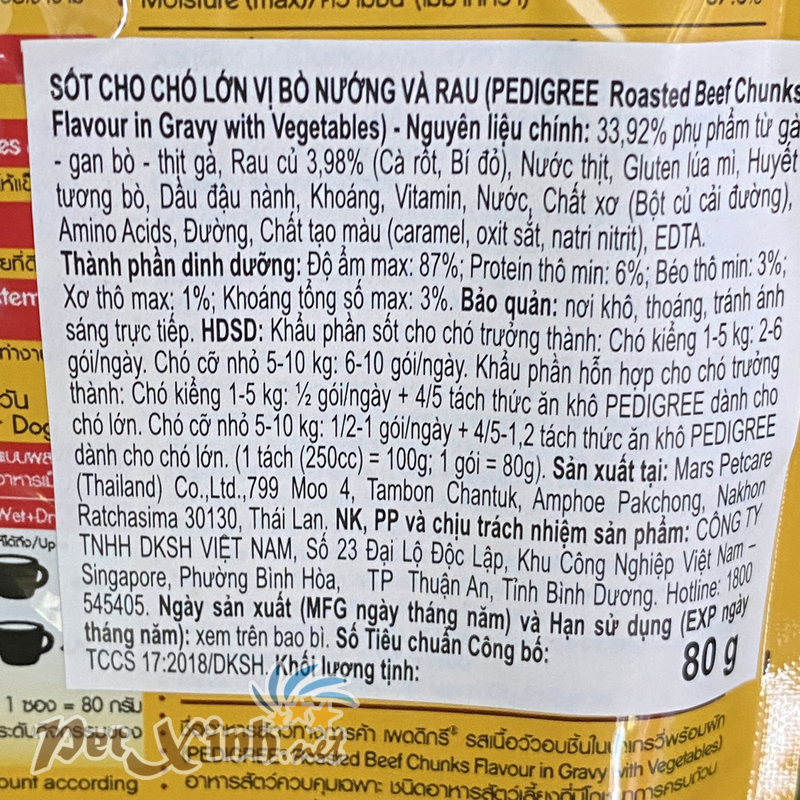 Moisture (max)/
SỐT CHO CHÓ LỚN VỊ BÒ NƯỚNG VÀ RAU (PEDIGREE Roasted Beef Chunks
Flavour in Gravy with Vegetables) - Nguyên liệu chính: 33,92% phụ phẩm từ gà
- gan bò - thịt gà, Rau củ 3,98% (Cà rốt, Bí đỏ), Nước thịt, Gluten lúa mì, Huyết
tương bò, Dầu đậu nành, Khoáng, Vitamin, Nước, Chất xơ (Bột củ cải đường),
Amino Acids, Đường, Chất tạo màu (caramel, oxit sắt, natri nitrit), EDTA.
Thành phần dinh dưỡng: Độ ẩm max: 87%; Protein thô min: 6%; Béo thô min: 3%;
Xơ thô max: 1%; Khoáng tổng số max: 3%. Bảo quản: nơi khô, thoáng, tránh ánh
sáng trực tiếp. HDSD: Khẩu phần sốt cho chó trưởng thành: Chó kiểng 1-5 kg: 2-6
gói/ngày. Chó cỡ nhỏ 5-10 kg: 6-10 gói/ngày. Khẩu phần hỗn hợp cho chó trưởng
thành: Chó kiểng 1-5 kg: ½ gói/ngày + 4/5 tách thức ăn khô PEDIGREE dành cho
chó lớn. Chó cỡ nhỏ 5-10 kg: 1/2-1 gói/ngày + 4/5-1,2 tách thức ăn khô PEDIGREE
dành cho chó lớn. (1 tách (250cc) = 100g; 1 gói = 80g). Sản xuất tại: Mars Petcare
(Thailand) Co.,Ltd.,799 Moo 4, Tambon Chantuk, Amphoe Pakchong, Nakhon
Ratchasima 30130, Thái Lan. NK, PP và chịu trách nhiệm sản phẩm: CÔNG TY
TNHH DKSH VIỆT NAM, Số 23 Đại Lộ Độc Lập, Khu Công Nghiệp Việt Nam –
Singapore, Phường Bình Hòa, TP Thuận An, Tỉnh Bình Dương. Hotline: 1800
545405. Ngày sản xuất (MFG ngày tháng năm) và Hạn sử dụng (EXP ngày
tháng năm): xem trên bao bì. Số Tiêu chuẩn Công bố:
TCCS 17:2018/DKSH. Khối lượng tịnh:
80 g
Dog
Wet+Dr
1 ซอง = 80 กรัม
Pet Xinh.net
(PEDIGREE Roasted Beef Chunks Flavour in Gravy with Vegetables)
ount according